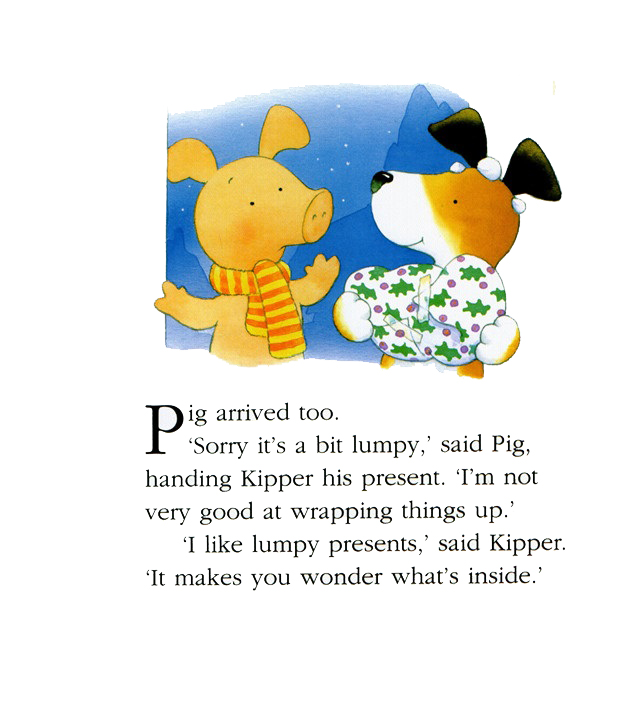 Pig arrived too.
‘Sorry it's a bit lumpy,’ said Pig,
handing Kipper his present. ‘I'm not
very good at wrapping things up.’
‘I like lumpy presents,’ said Kipper.
‘It makes you wonder what's inside.’